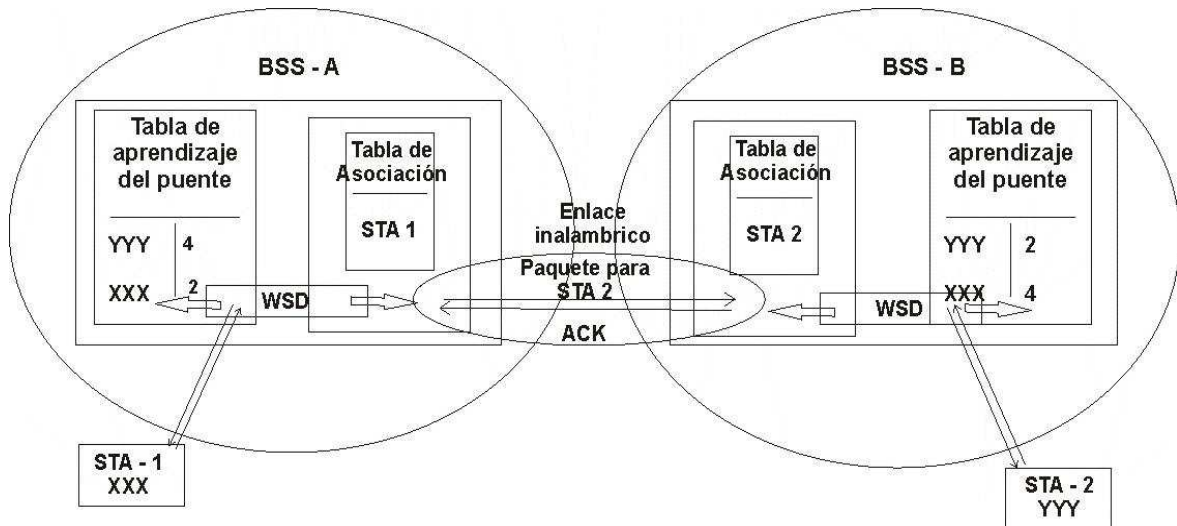 BSS - A
Tabla de
aprendizaje
del puente
YYY 4
XXX 2
Tabla de
Asociación
STA 1
WSD
Enlace
inalambrico
Paquete para
STA 2
ACK
BSS - B
Tabla de
Asociación
STA 2
Tabla de
aprendizaje
del puente
YYY 2
XXX 4
WSD
STA - 1
XXX
STA - 2
YYY